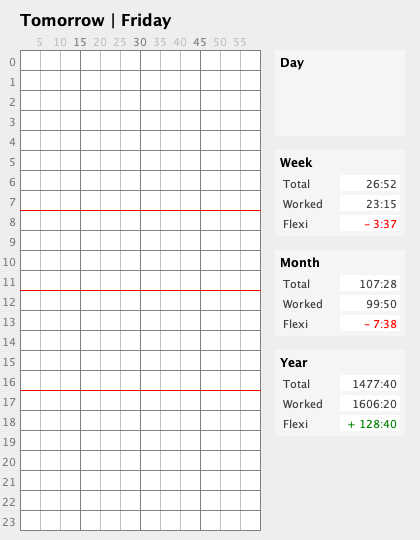 Tomorrow | Friday
5 10 15 20 25 30 35 40 45 50 55
0
1
2
3
4
5
6
7
8
9
10
11
12
13
14
15
16
17
18
19
20
21
22
23
Day
Week
Total 26:52
Worked 23:15
Flexi – 3:37
Month
Total 107:28
Worked 99:50
Flexi – 7:38
Year
Total 1477:40
Worked 1606:20
Flexi + 128:40